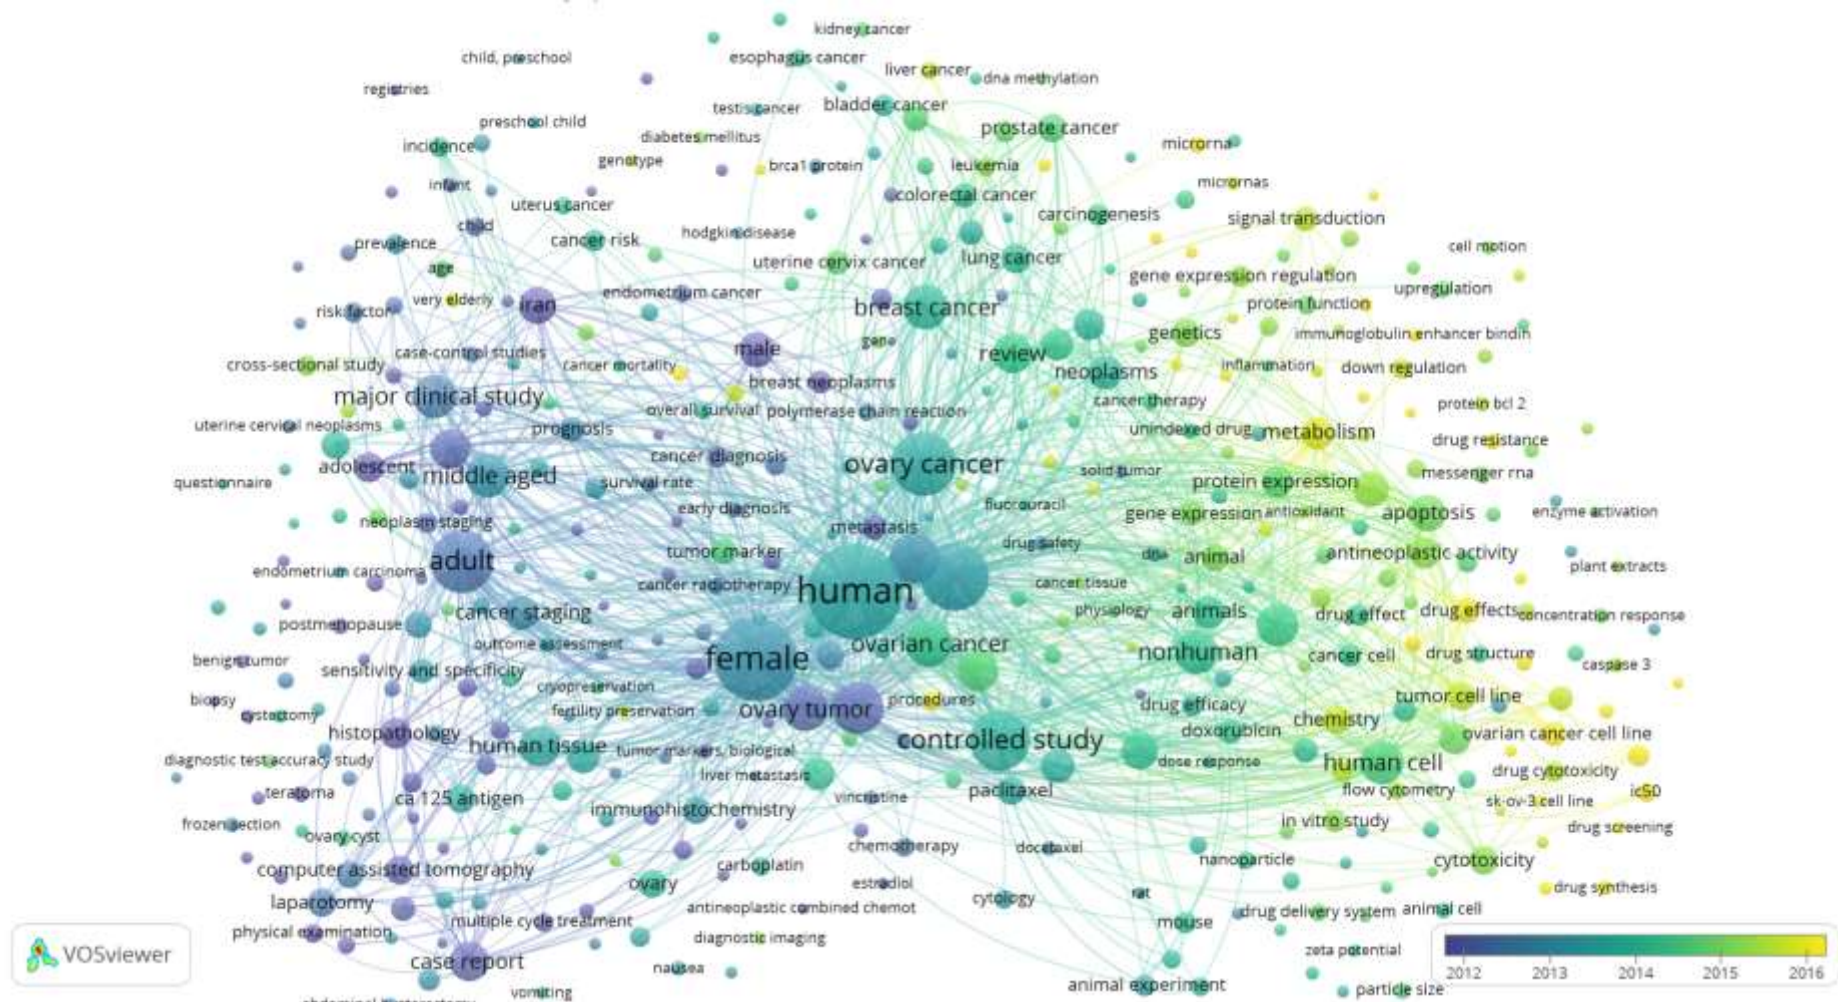 kidney cancer
child, preschool
esophagus cancer
liver cancer
dna methylation
registries
testis cancer
bladder cancer
preschool child
diabetes mellitus
prostate cancer
incidence
genotype
brca1 protein
leukemia
microrna
infant
colorectal cancer
micrornas
uterus cancer
carcinogenesis
signal transduction
child
hodgkin disease
prevalence
cancer risk
cell motion
age
uterine cervix cancer
lung cancer
gene expression regulation
upregulation
very elderly
iran
endometrium cancer
breast cancer
protein function
risk factor
genetics
immunoglobulin enhancer bindin
male
gene
review
cross-sectional study
case-control studies
cancer mortality
neoplasms
inflammation
down regulation
breast neoplasms
major clinical study
overall survival
polymerase chain reaction
cancer therapy
protein bcl 2
uterine cervical neoplasms
prognosis
unindexed drug
metabolism
drug resistance
adolescent
cancer diagnosis
ovary cancer
solid tumor
messenger rna
middle aged
questionnaire
survival rate
protein expression
early diagnosis
fluorouracil
gene expression
antioxidant
apoptosis
enzyme activation
neoplasm staging
metastasis
tumor marker
drug safety
dna
animal
antineoplastic activity
adult
endometrium carcinoma
cancer radiotherapy
human
cancer tissue
plant extracts
cancer staging
physiology
animals
drug effect
drug effects
concentration response
postmenopause
outcome assessment
ovarian cancer
female
nonhuman
cancer cell
drug structure
caspase 3
benign tumor
sensitivity and specificity
cryopreservation
tumor cell line
biopsy
fertility preservation
ovary tumor
procedures
drug efficacy
cystectomy
chemistry
histopathology
human tissue
tumor markers, biological
controlled study
doxorubicin
ovarian cancer cell line
diagnostic test accuracy study
liver metastasis
dose response
human cell
drug cytotoxicity
teratoma
ca 125 antigen
vincristine
paclitaxel
flow cytometry
sk-ov-3 cell line
ic50
frozen section
immunohistochemistry
in vitro study
drug screening
ovary cyst
chemotherapy
docetaxel
nanoparticle
cytotoxicity
computer assisted tomography
carboplatin
ovary
estradiol
rat
drug synthesis
laparotomy
cytology
multiple cycle treatment
antineoplastic combined chemot
mouse
drug delivery system
animal cell
physical examination
diagnostic imaging
zeta potential
case report
nausea
animal experiment
particle size
vomiting
VOSviewer
2012 2013 2014 2015 2016